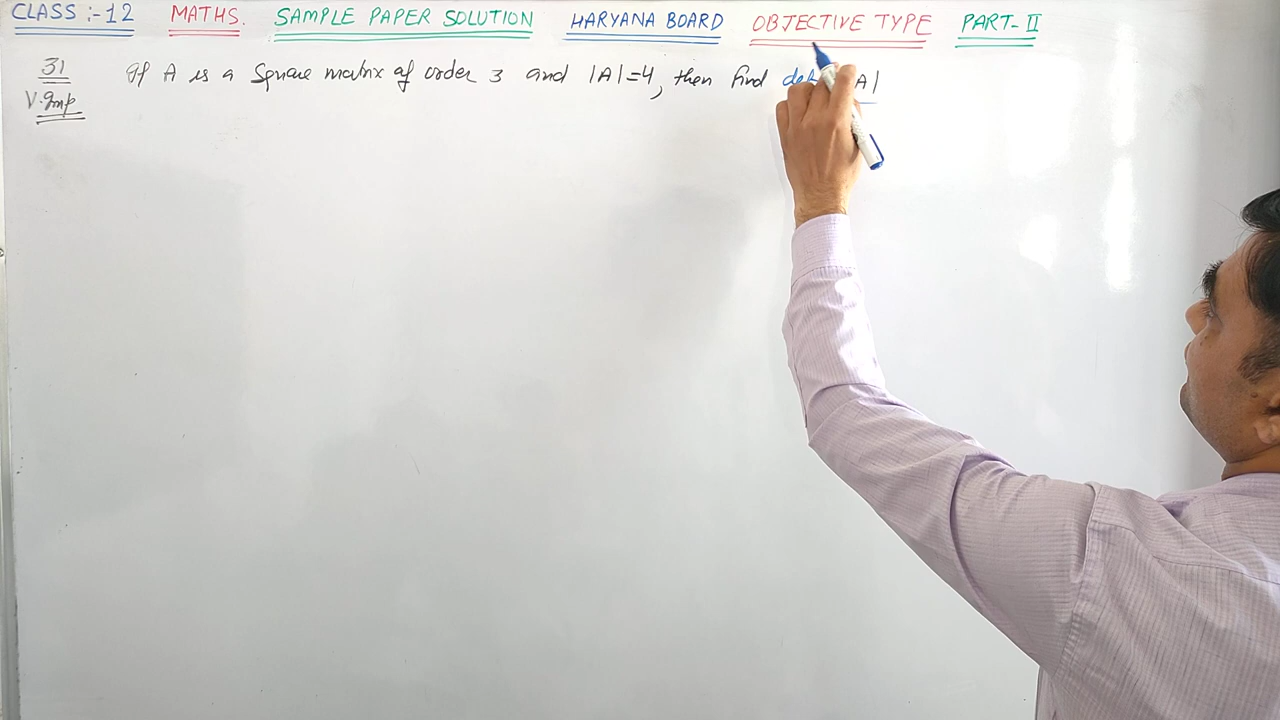 CLASS :- 12 MATHS. SAMPLE PAPER SOLUTION HARYANA BOARD OBJECTIVE TYPE PART-II
31 If A is a Square matrix of order 3 and |A|=4, then find A|
V.Imp